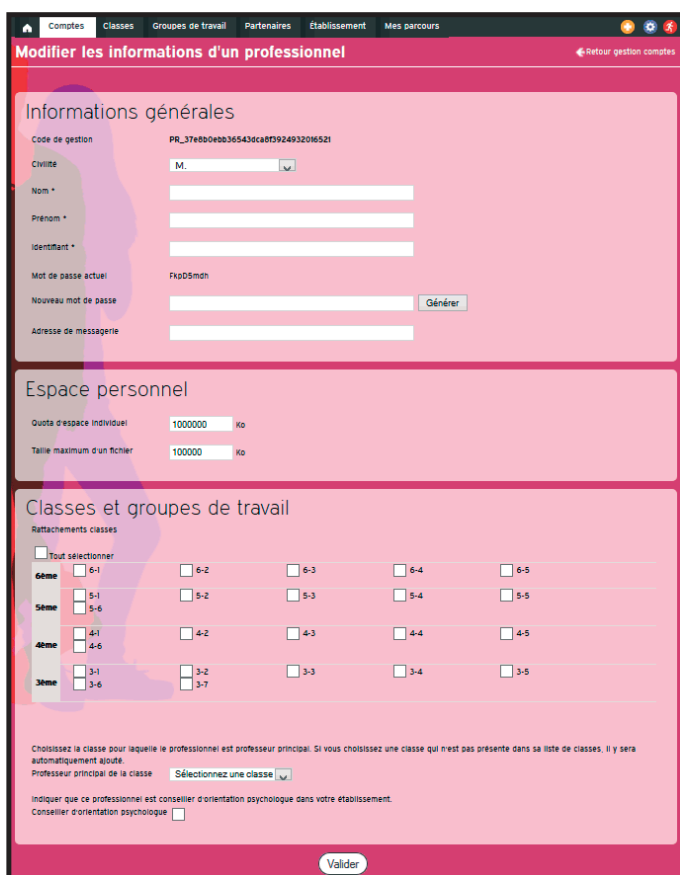 Comptes Classes Groupes de travail Partenaires Établissement Mes parcours
Modifier les informations d'un professionnel
Retour gestion comptes
Informations générales
Code de gestion PR_37e8b0ebb36543dca8f3924932016521
Civilité M.
Nom *
Prénom *
Identifiant *
Mot de passe actuel FkpD5mdh
Nouveau mot de passe Générer
Adresse de messagerie
Espace personnel
Quota d'espace individuel 1000000 Ko
Taille maximum d'un fichier 100000 Ko
Classes et groupes de travail
Rattachements classes
Tout sélectionner
6ème 6-1 6-2 6-3 6-4 6-5
5ème 5-1 5-2 5-3 5-4 5-5
5-6
4ème 4-1 4-2 4-3 4-4 4-5
4-6
3ème 3-1 3-2 3-3 3-4 3-5
3-6 3-7
Choisissez la classe pour laquelle le professionnel est professeur principal. Si vous choisissez une classe qui n'est pas présente dans sa liste de classes, il y sera
automatiquement ajouté.
Professeur principal de la classe Sélectionnez une classe
Indiquer que ce professionnel est conseiller d'orientation psychologue dans votre établissement.
Conseiller d'orientation psychologue
Valider